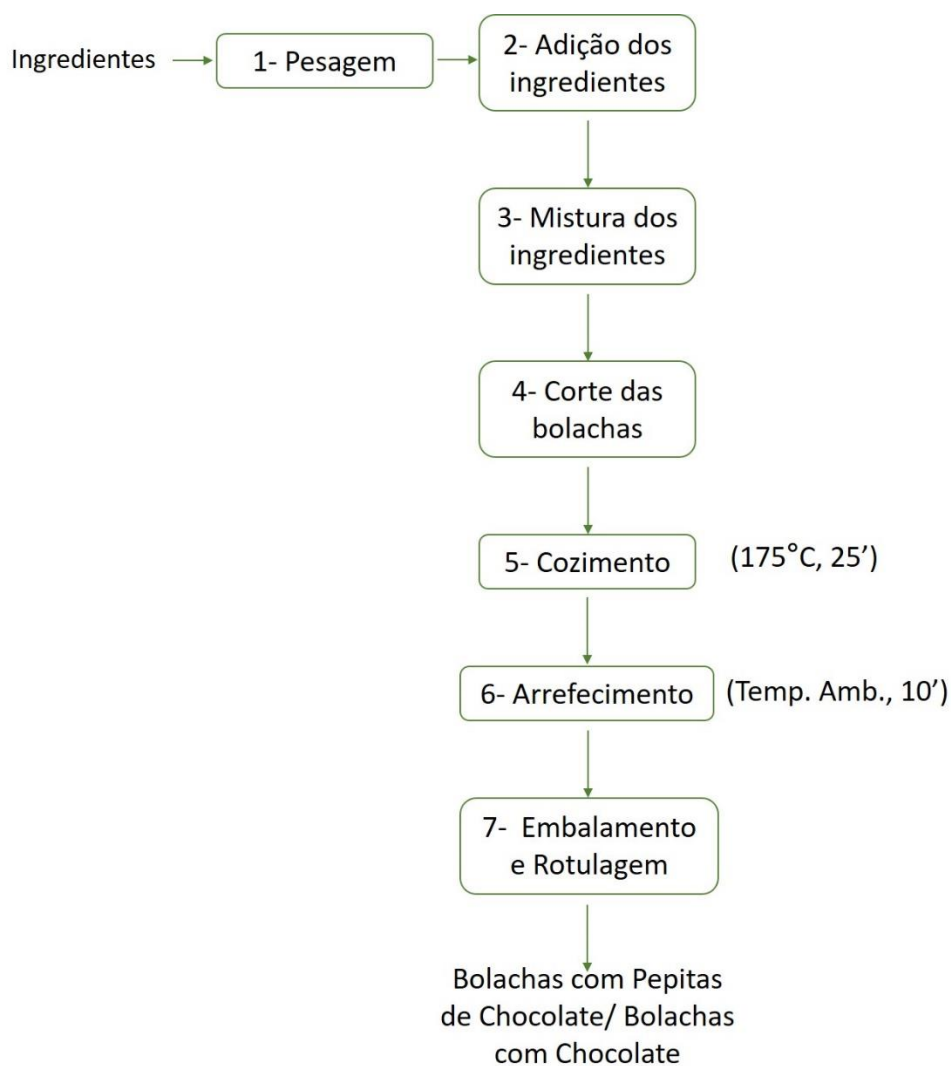 Ingredientes
1- Pesagem
2- Adição dos
ingredientes
3- Mistura dos
ingredientes
4- Corte das
bolachas
5- Cozimento
(175°C, 25’)
6- Arrefecimento
(Temp. Amb., 10’)
7- Embalamento
e Rotulagem
Bolachas com Pepitas
de Chocolate/ Bolachas
com Chocolate